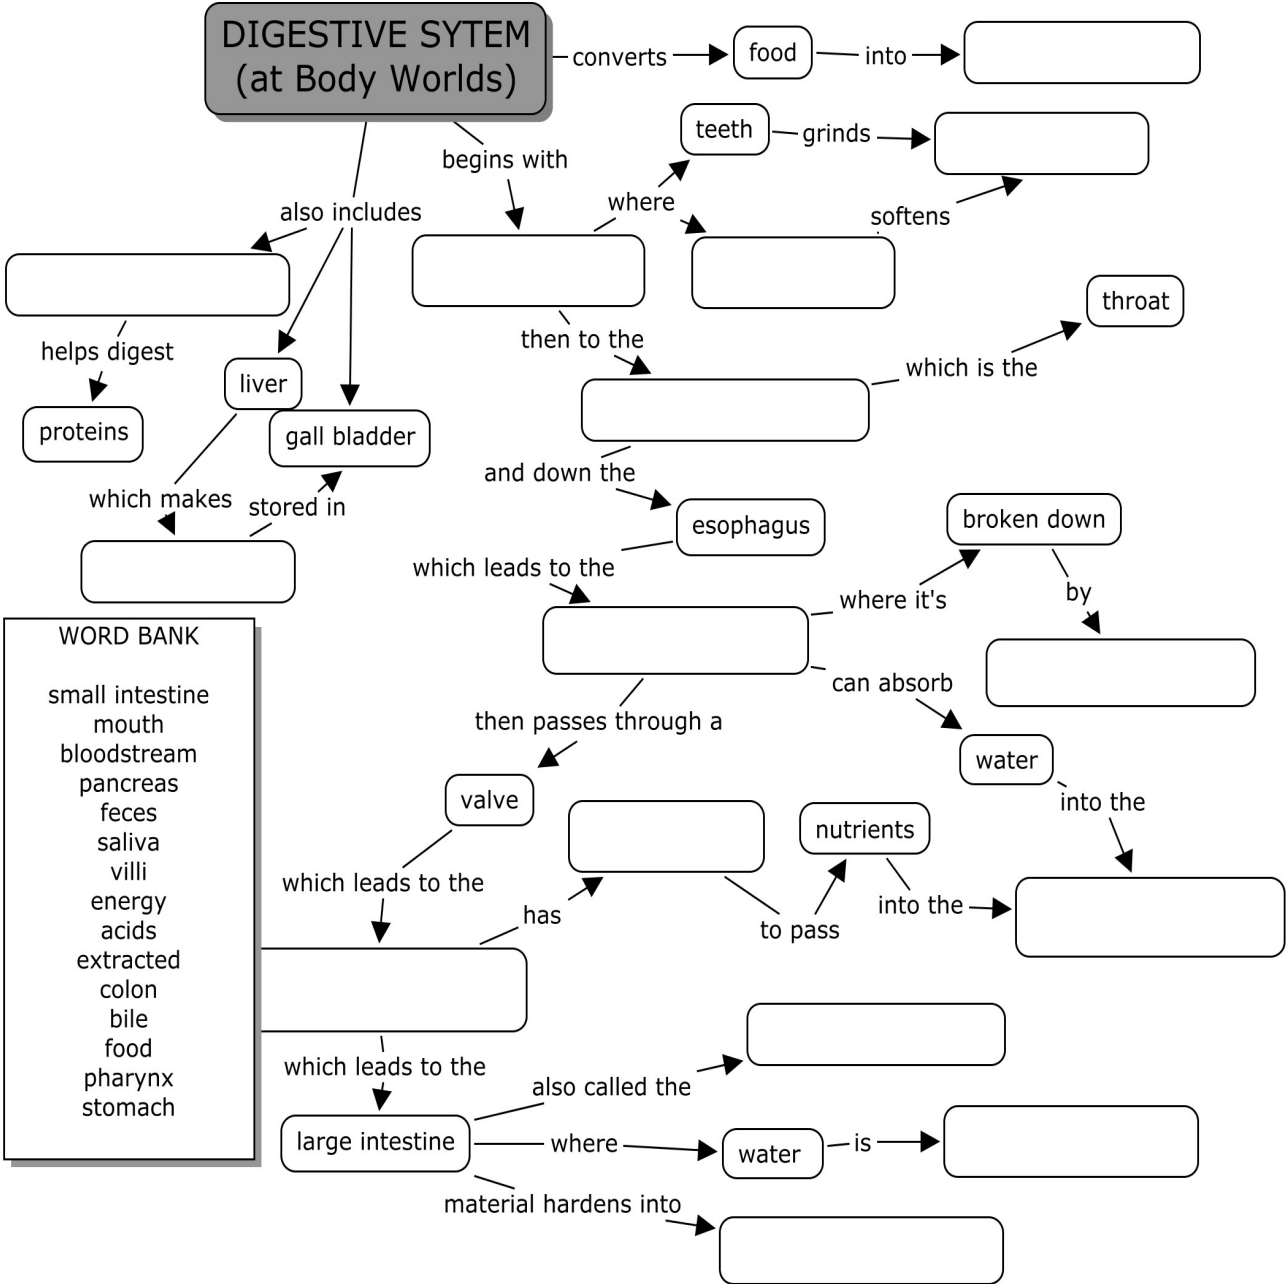 DIGESTIVE SYTEM
(at Body Worlds)
converts
food
into
teeth
grinds
begins with
where
softens
also includes
throat
then to the
which is the
helps digest
liver
proteins
gall bladder
and down the
which makes
stored in
esophagus
broken down
which leads to the
where it's
by
WORD BANK
small intestine
mouth
bloodstream
pancreas
feces
saliva
villi
energy
acids
extracted
colon
bile
food
pharynx
stomach
can absorb
then passes through a
water
valve
into the
nutrients
which leads to the
has
to pass
into the
which leads to the
also called the
large intestine
where
water
is
material hardens into